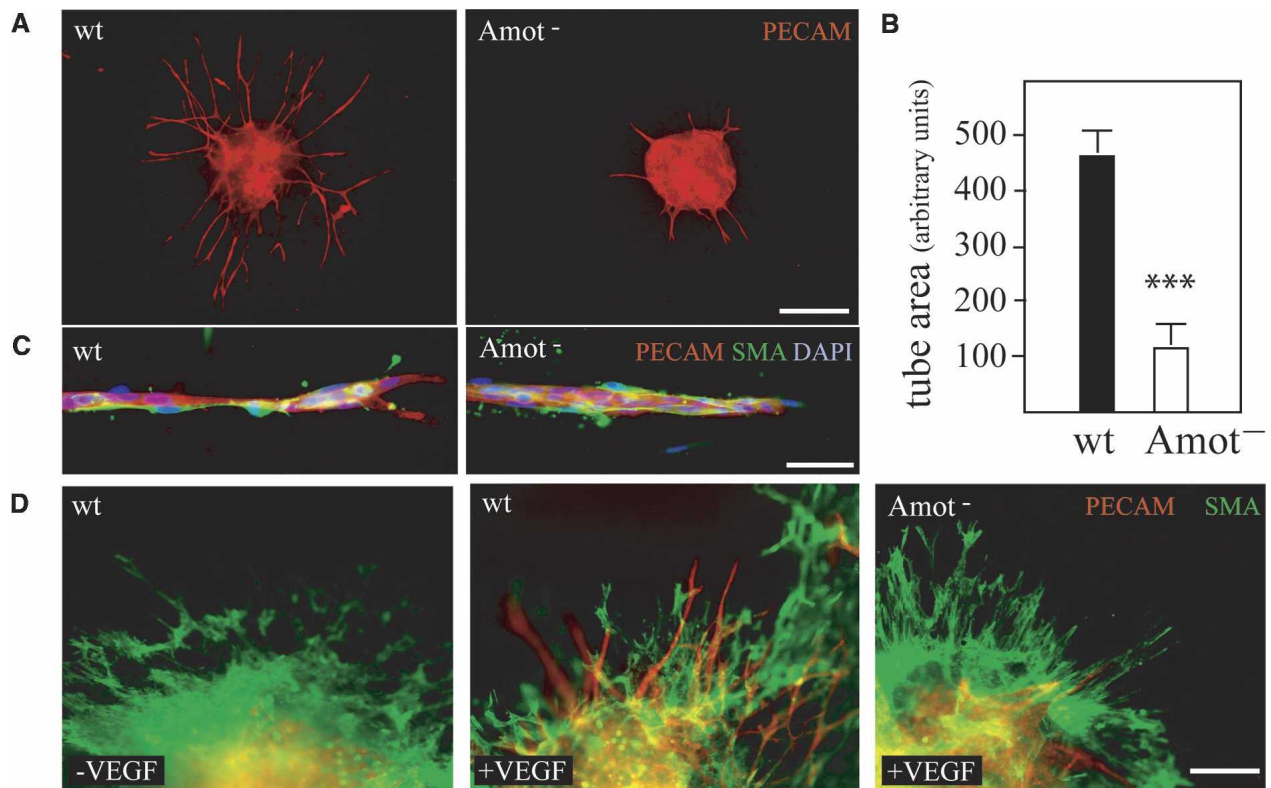 A
wt
Amot -
PECAM
B
tube area (arbitrary units)
500
400
300
200
100
***
wt
Amot—
C
wt
Amot -
PECAM SMA DAPI
D
wt
-VEGF
wt
+VEGF
Amot -
PECAM SMA
+VEGF